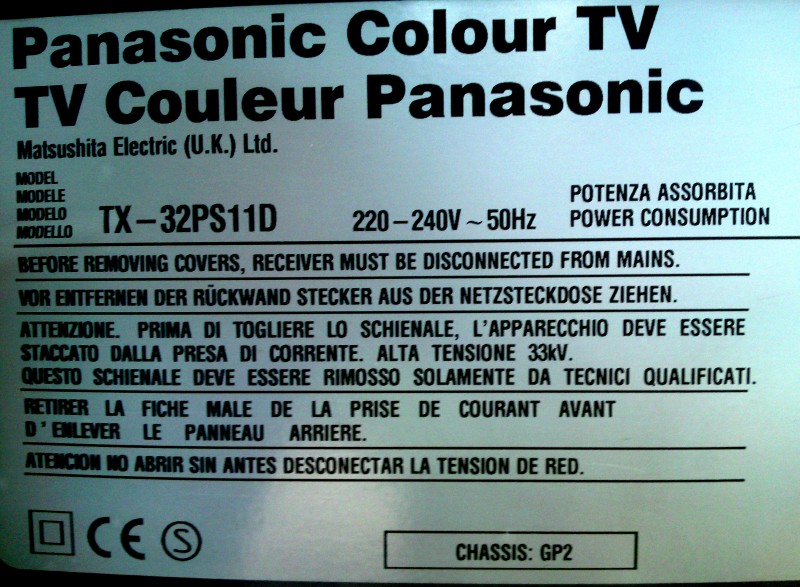 Panasonic Colour TV
TV Couleur Panasonic
Matsushita Electric (U.K.) Ltd.
MODEL
MODELE
MODELO
MODELLO
TX-32PS11D
220-240V ~ 50Hz
POTENZA ASSORBITA
POWER CONSUMPTION
BEFORE REMOVING COVERS, RECEIVER MUST BE DISCONNECTED FROM MAINS.
VOR ENTFERNEN DER RÜCKWAND STECKER AUS DER NETZSTECKDOSE ZIEHEN.
ATTENZIONE. PRIMA DI TOGLIERE LO SCHIENALE, L'APPARECCHIO DEVE ESSERE
STACCATO DALLA PRESA DI CORRENTE. ALTA TENSIONE 33kV.
QUESTO SCHIENALE DEVE ESSERE RIMOSSO SOLAMENTE DA TECNICI QUALIFICATI.
RETIRER LA FICHE MALE DE LA PRISE DE COURANT AVANT
D'ENLEVER LE PANNEAU ARRIERE.
ATENCION NO ABRIR SIN ANTES DESCONECTAR LA TENSION DE RED.
CE S
CHASSIS: GP2